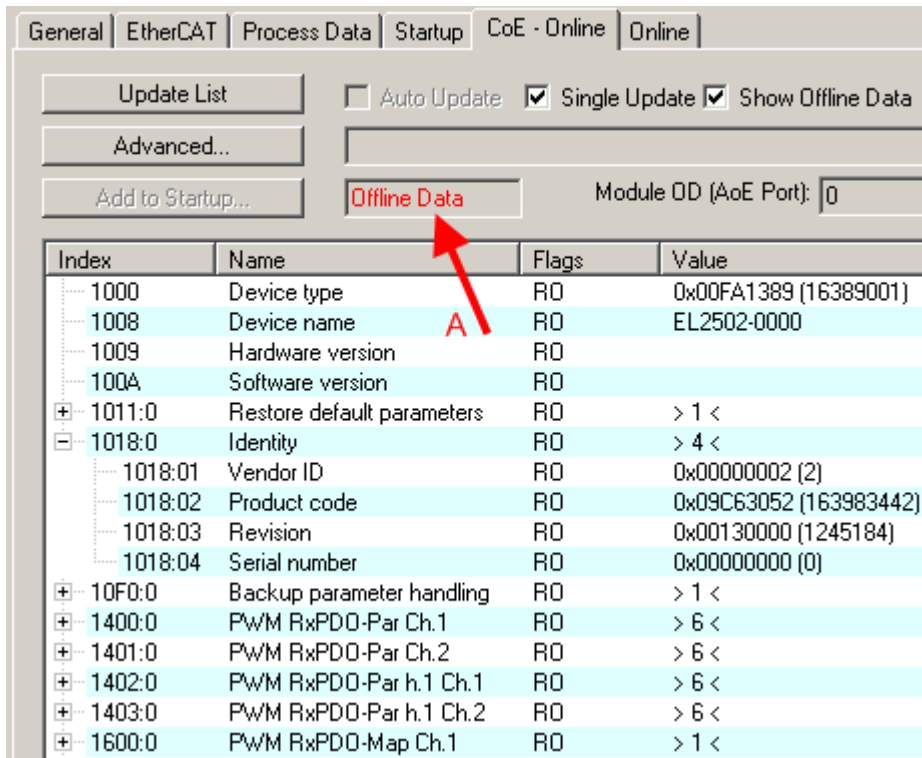 General EtherCAT Process Data Startup CoE - Online Online
Update List Auto Update Single Update Show Offline Data
Advanced...
Add to Startup... Offline Data Module OD (AoE Port): 0
Index Name Flags Value
1000 Device type RO 0x00FA1389 (16389001)
1008 Device name RO EL2502-0000
A
1009 Hardware version RO
100A Software version RO
1011:0 Restore default parameters RO > 1 <
1018:0 Identity RO > 4 <
1018:01 Vendor ID RO 0x00000002 (2)
1018:02 Product code RO 0x09C63052 (163983442)
1018:03 Revision RO 0x00130000 (1245184)
1018:04 Serial number RO 0x00000000 (0)
10F0:0 Backup parameter handling RO > 1 <
1400:0 PWM RxPDO-Par Ch.1 RO > 6 <
1401:0 PWM RxPDO-Par Ch.2 RO > 6 <
1402:0 PWM RxPDO-Par h.1 Ch.1 RO > 6 <
1403:0 PWM RxPDO-Par h.1 Ch.2 RO > 6 <
1600:0 PWM RxPDO-Map Ch.1 RO > 1 <